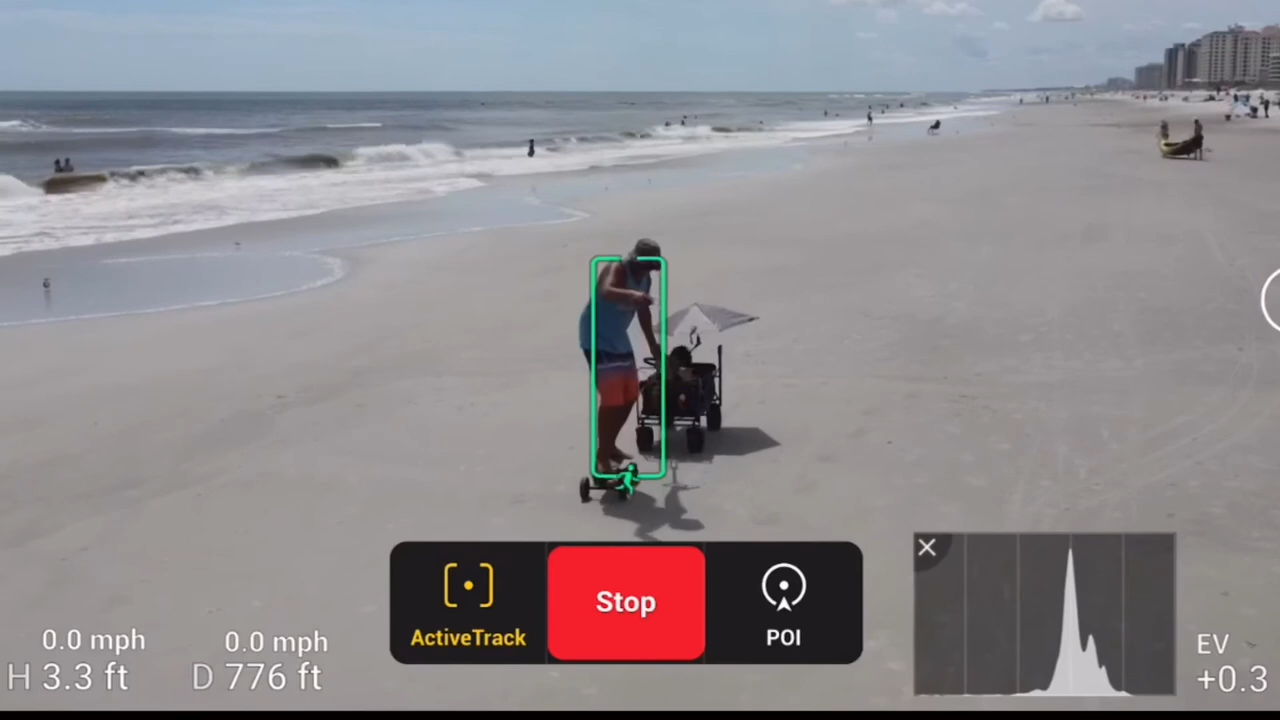 ActiveTrack
Stop
POI
0.0 mph 0.0 mph
H 3.3 ft D 776 ft
EV
+0.3